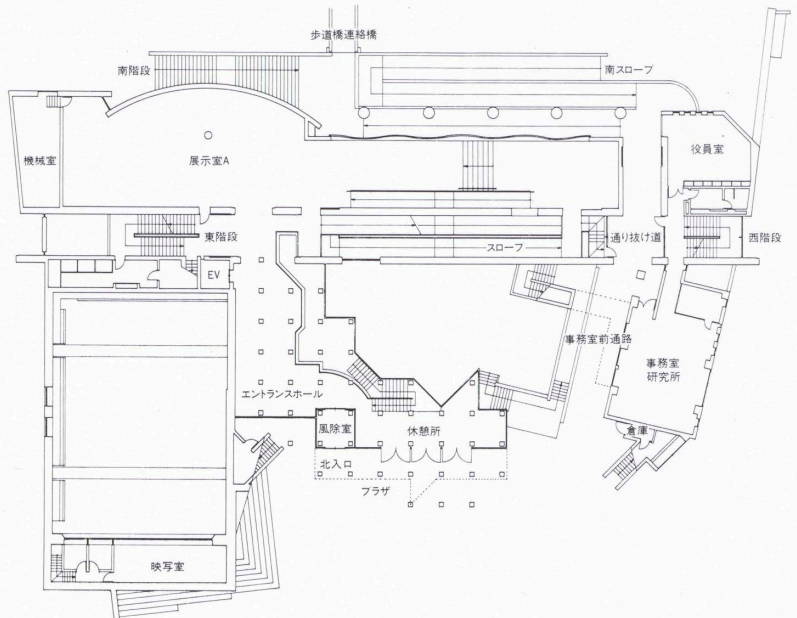 歩道橋連絡橋
南階段
南スロープ
機械室
展示室A
役員室
東階段
スロープ
通り抜け道
西階段
EV
事務室前通路
事務室
研究所
エントランスホール
風除室
休憩所
倉庫
北入口
プラザ
映写室